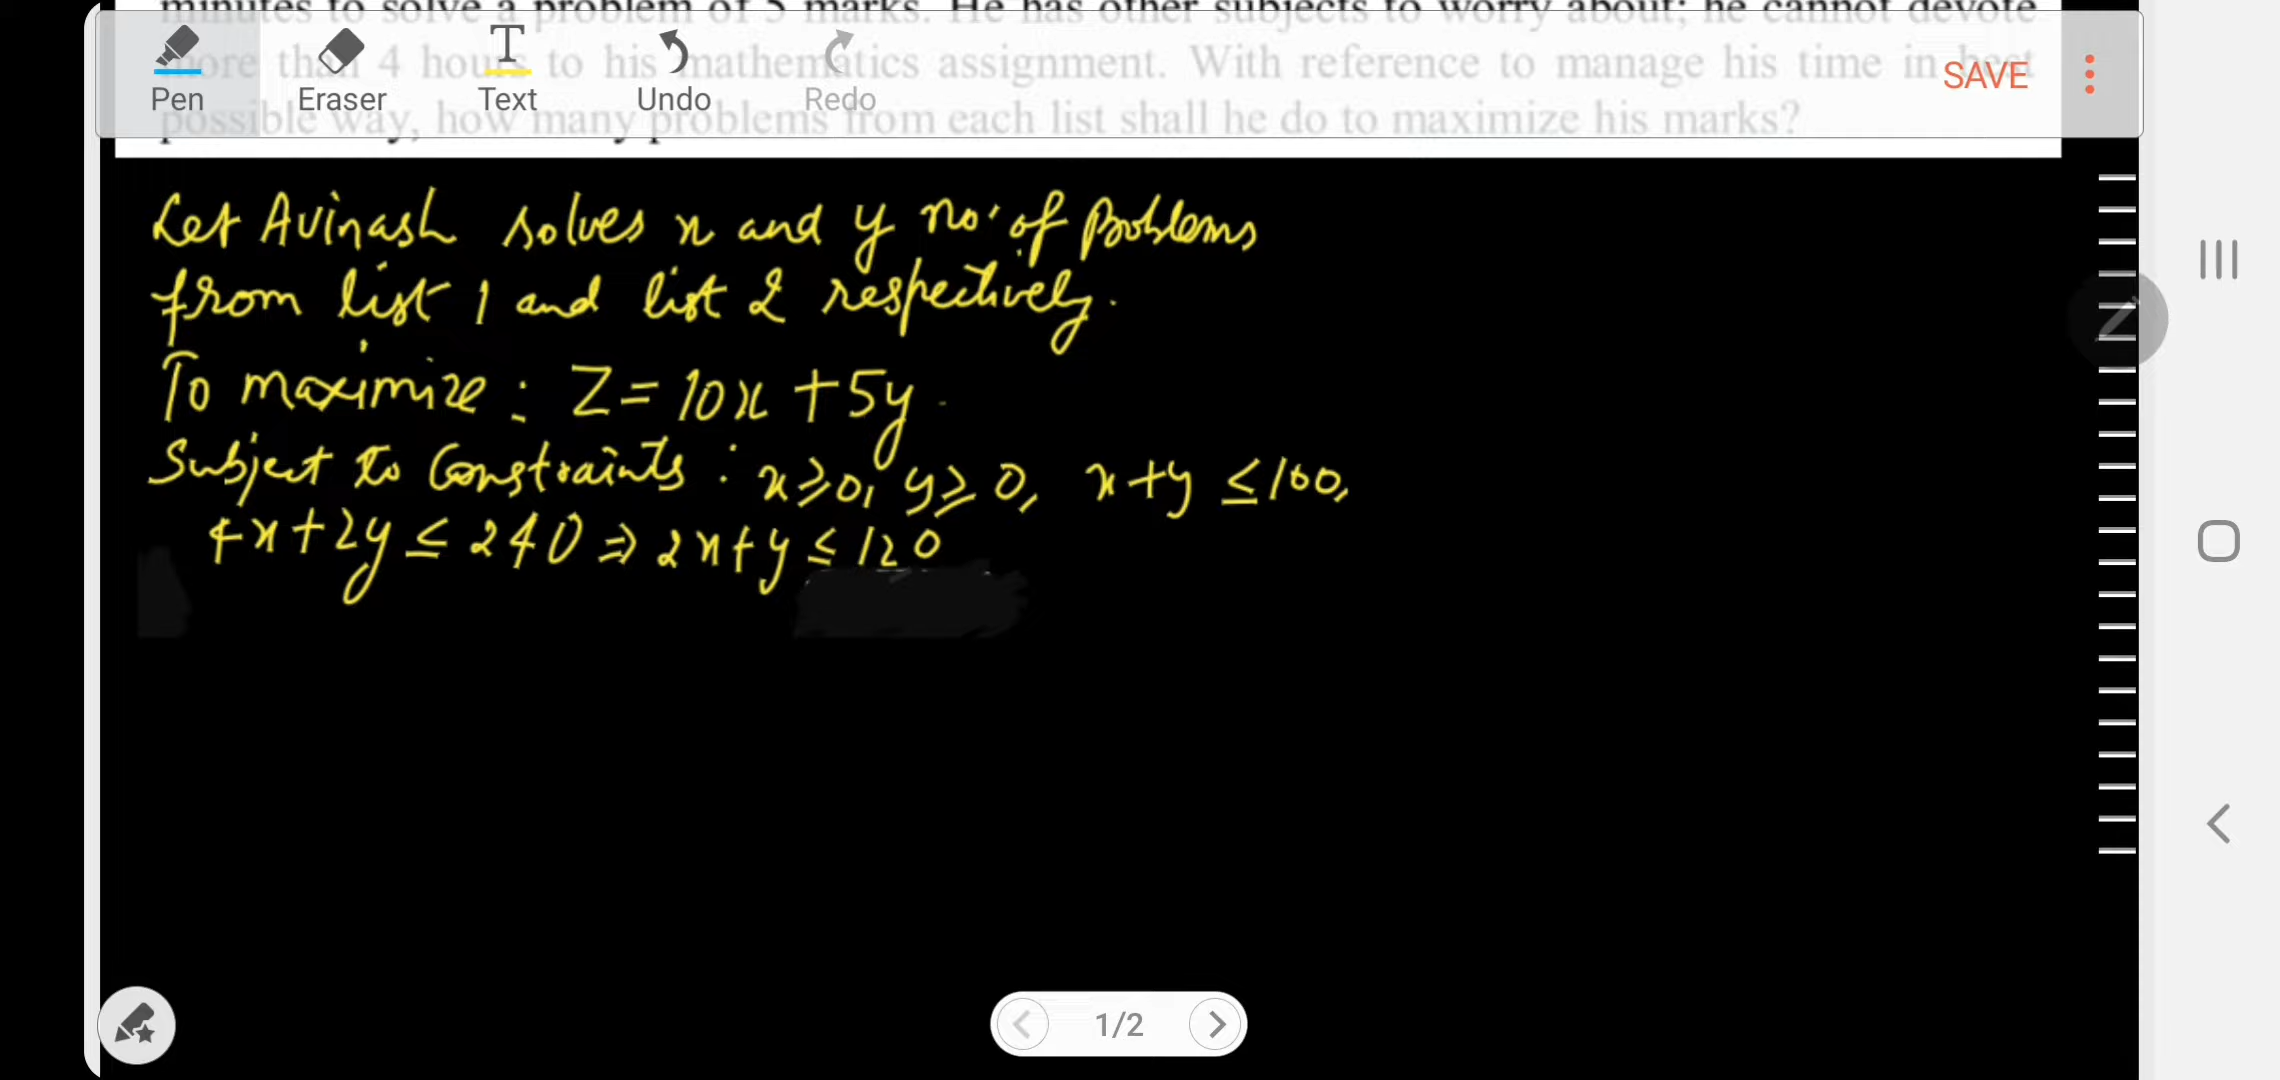 minutes to solve a problem of 5 marks. He has other subjects to worry about; he cannot devote
more than 4 hours to his mathematics assignment. With reference to manage his time in best
possible way, how many problems from each list shall he do to maximize his marks?
Pen Eraser Text Undo Redo SAVE
Let Avinash solves x and y no. of problems
from list 1 and list 2 respectively.
To maximize : Z = 10x + 5y
Subject to Constraints : x ≥ 0, y ≥ 0, x + y ≤ 100,
4x + 2y ≤ 240 ⇒ 2x + y ≤ 120
1/2